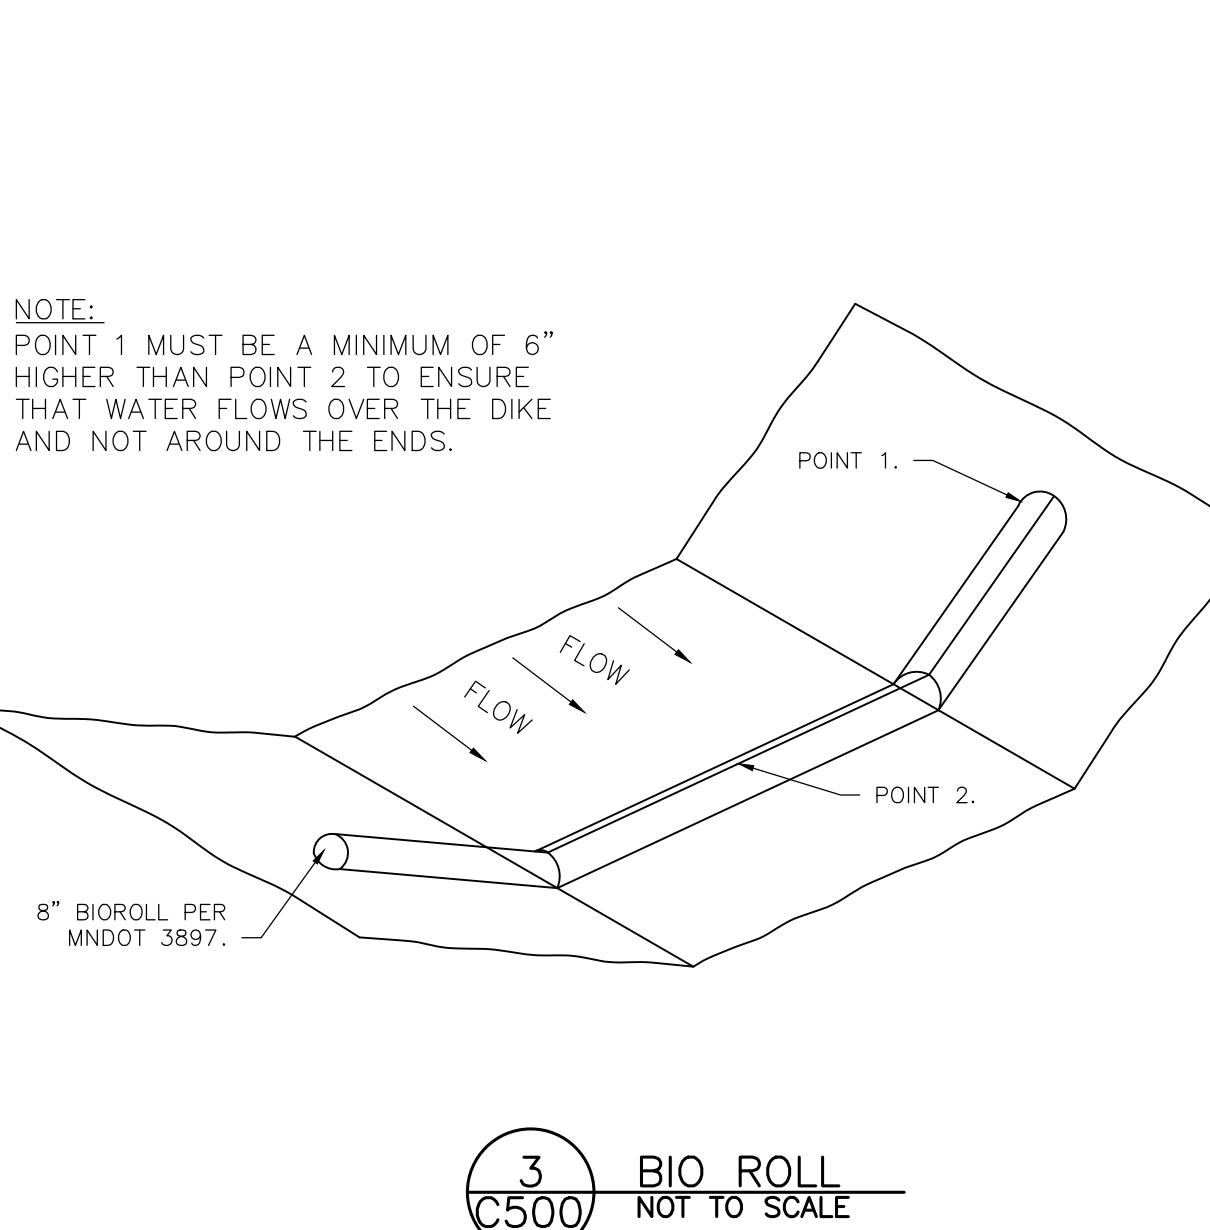 NOTE:
POINT 1 MUST BE A MINIMUM OF 6”
HIGHER THAN POINT 2 TO ENSURE
THAT WATER FLOWS OVER THE DIKE
AND NOT AROUND THE ENDS.
POINT 1.
FLOW
FLOW
POINT 2.
8” BIOROLL PER
MNDOT 3897.
3
C500
BIO ROLL
NOT TO SCALE